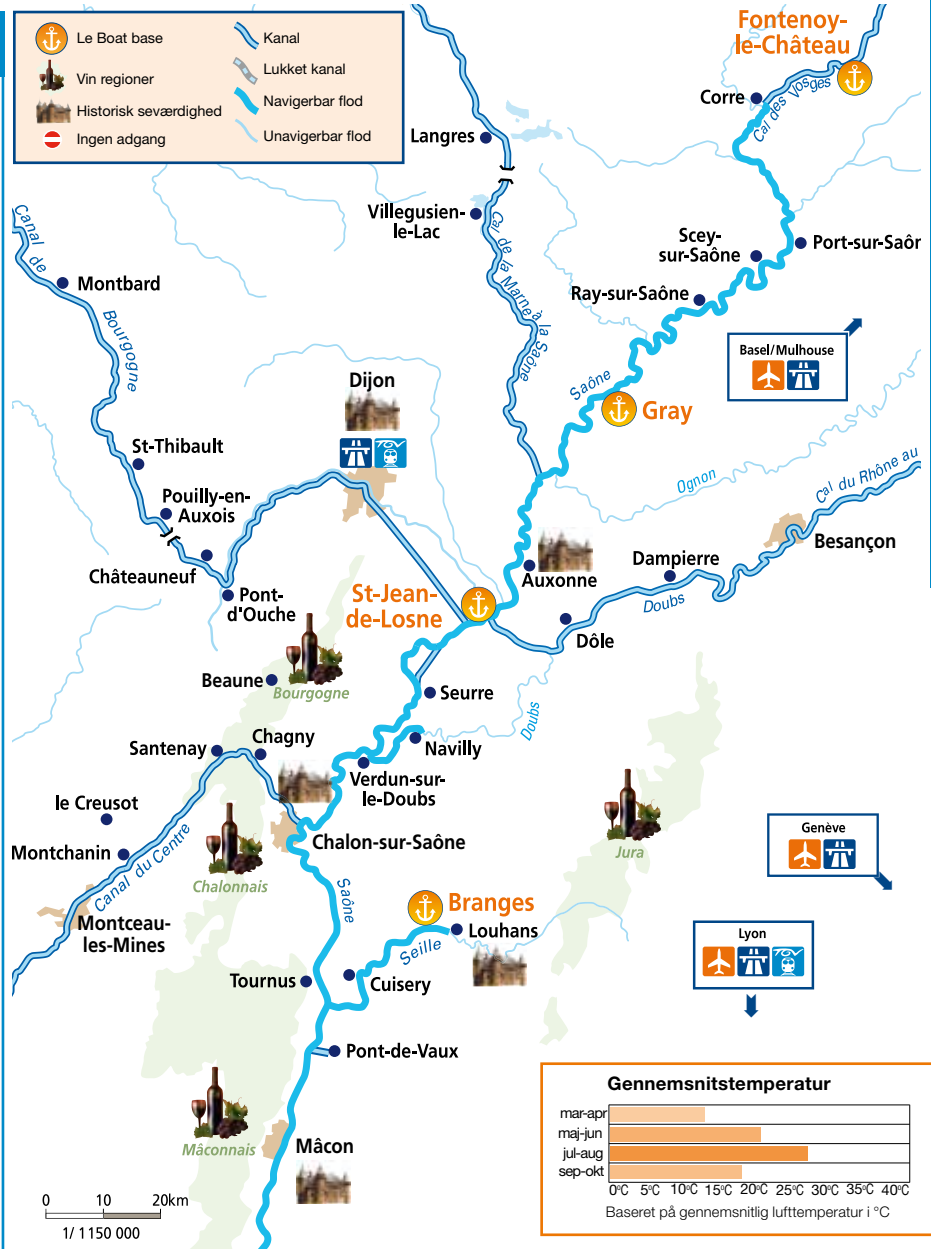 Le Boat base
Vin regioner
Historisk seværdighed
Ingen adgang
Kanal
Lukket kanal
Navigerbar flod
Unavigerbar flod
Fontenoy-
le-Château
Corre
Cal des Vosges
Langres
Villegusien-
le-Lac
Cal de la Marne à la Saône
Scey-
sur-Saône
Port-sur-Saôn
Ray-sur-Saône
Canal de
Bourgogne
Montbard
Basel/Mulhouse
Dijon
TGV
Saône
Gray
St-Thibault
Pouilly-en-
Auxois
Ognon
Cal du Rhône au
Besançon
Châteauneuf
Pont-
d'Ouche
St-Jean-
de-Losne
Auxonne
Dampierre
Doubs
Dôle
Beaune
Bourgogne
Seurre
Doubs
Navilly
Santenay
Chagny
Verdun-sur-
le-Doubs
le Creusot
Montchanin
Canal du Centre
Chalonnais
Chalon-sur-Saône
Jura
Genève
Montceau-
les-Mines
Saône
Branges
Louhans
Seille
Lyon
TGV
Tournus
Cuisery
Pont-de-Vaux
Mâconnais
Mâcon
0 20km
1/ 1150 000
Gennemsnitstemperatur
mar-apr
maj-jun
jul-aug
sep-okt
0°C 5°C 10°C 15°C 20°C 25°C 30°C 35°C 40°C
Baseret på gennemsnitlig lufttemperatur i °C